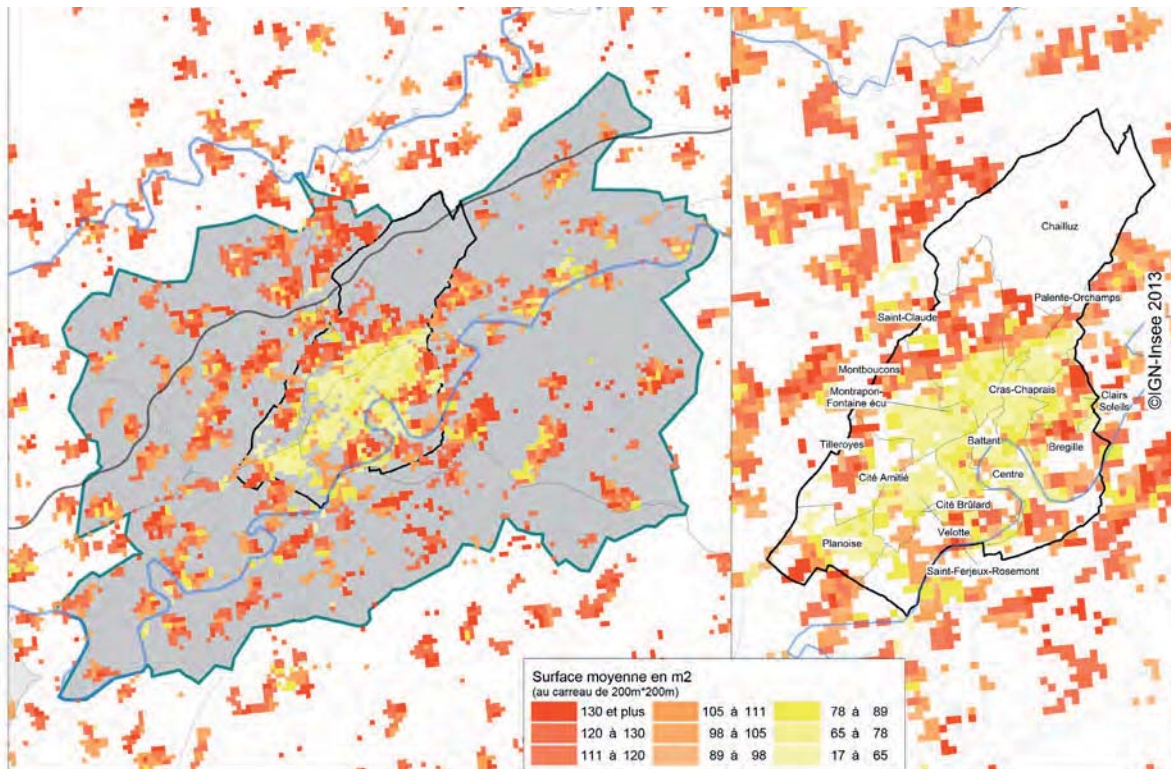 Chailluz
Palente-Orchamps
Saint-Claude
Montboucons
Montrapon-
Fontaine écu
Cras-Chaprais
Clairs
Soleils
Tilleroyes
Battant
Bregille
Cité Amitié
Centre
Cité Brûlard
Velotte
Planoise
Saint-Ferjeux-Rosemont
©IGN-Insee 2013
Surface moyenne en m2
(au carreau de 200m*200m)
130 et plus 105 à 111 78 à 89
120 à 130 98 à 105 65 à 78
111 à 120 89 à 98 17 à 65